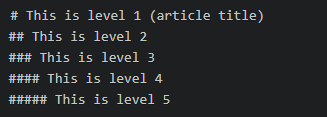 # This is level 1 (article title)
## This is level 2
### This is level 3
#### This is level 4
##### This is level 5